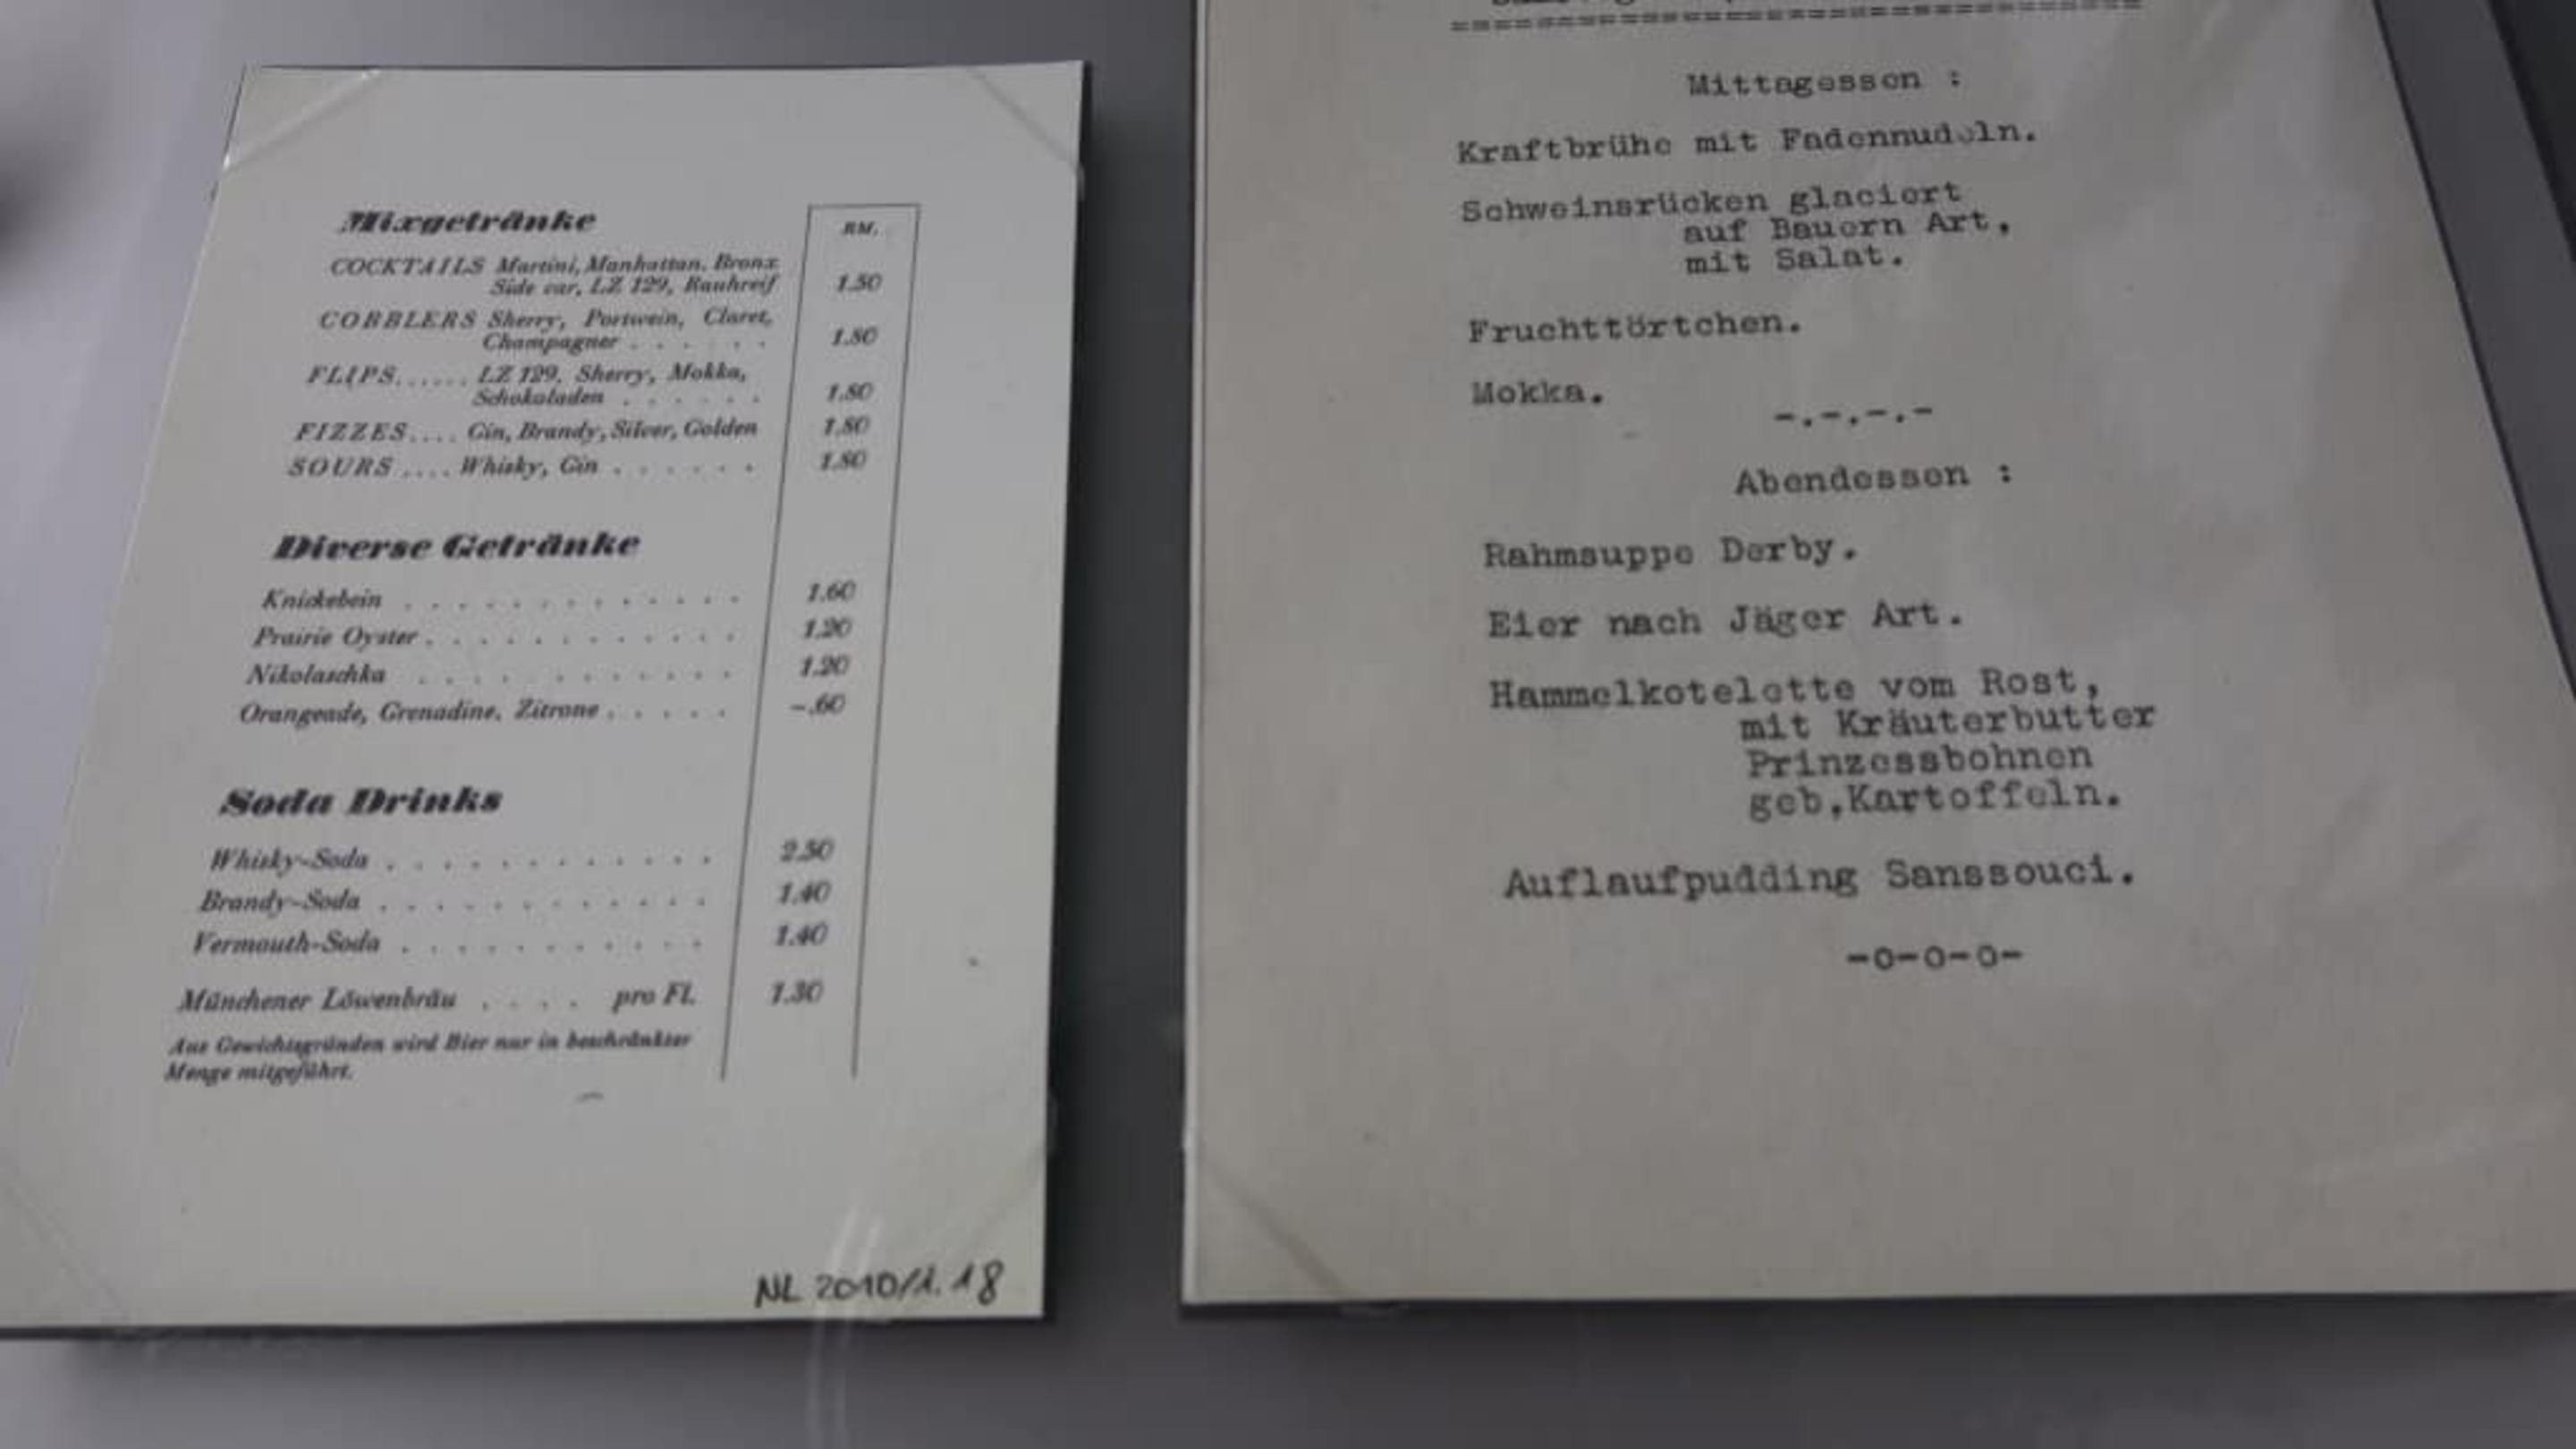 Mixgetränke
RM.
COCKTAILS Martini, Manhattan, Bronx
Side car, LZ 129, Rauhreif 1.50
COBBLERS Sherry, Portwein, Claret,
Champagner . . . . . . 1.80
FLIPS...... LZ 129, Sherry, Mokka,
Schokoladen . . . . . . 1.80
FIZZES.... Gin, Brandy, Silver, Golden 1.80
SOURS .... Whisky, Gin . . . . . . 1.80
Diverse Getränke
Knickebein . . . . . . . . . . . . . 1.60
Prairie Oyster . . . . . . . . . . . . 1.20
Nikolaschka . . . . . . . . . . . . 1.20
Orangeade, Grenadine, Zitrone . . . . . -.60
Soda Drinks
Whisky-Soda . . . . . . . . . . . . 2.50
Brandy-Soda . . . . . . . . . . . . 1.40
Vermouth-Soda . . . . . . . . . . . 1.40
Münchener Löwenbräu . . . . pro Fl. 1.30
Aus Gewichtsgründen wird Bier nur in beschränkter
Menge mitgeführt.
NL 2010/1.18
==============================
Mittagessen :
Kraftbrühe mit Fadennudeln.
Schweinsrücken glaciert
auf Bauern Art,
mit Salat.
Fruchttörtchen.
Mokka.
-.-.-.-
Abendessen :
Rahmsuppe Derby.
Eier nach Jäger Art.
Hammelkotelette vom Rost,
mit Kräuterbutter
Prinzessbohnen
geb,Kartoffeln.
Auflaufpudding Sanssouci.
-o-o-o-